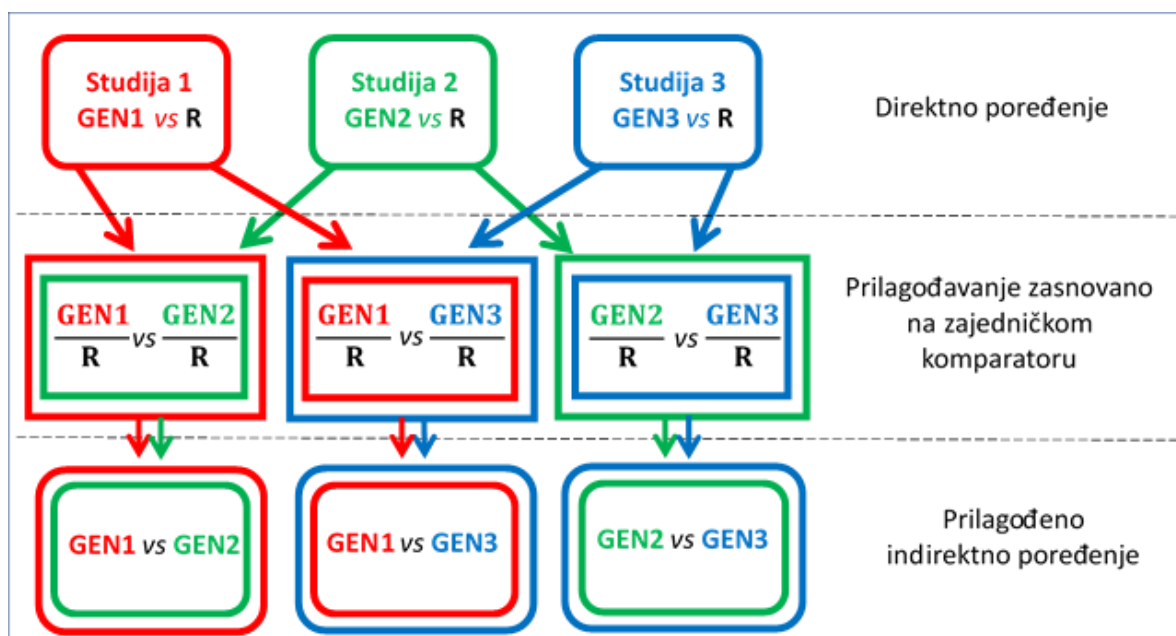 Studija 1
GEN1 vs R
Studija 2
GEN2 vs R
Studija 3
GEN3 vs R
Direktno poređenje
GEN1 vs GEN2
R R
GEN1 vs GEN3
R R
GEN2 vs GEN3
R R
Prilagođavanje zasnovano
na zajedničkom
komparatoru
GEN1 vs GEN2
GEN1 vs GEN3
GEN2 vs GEN3
Prilagođeno
indirektno poređenje